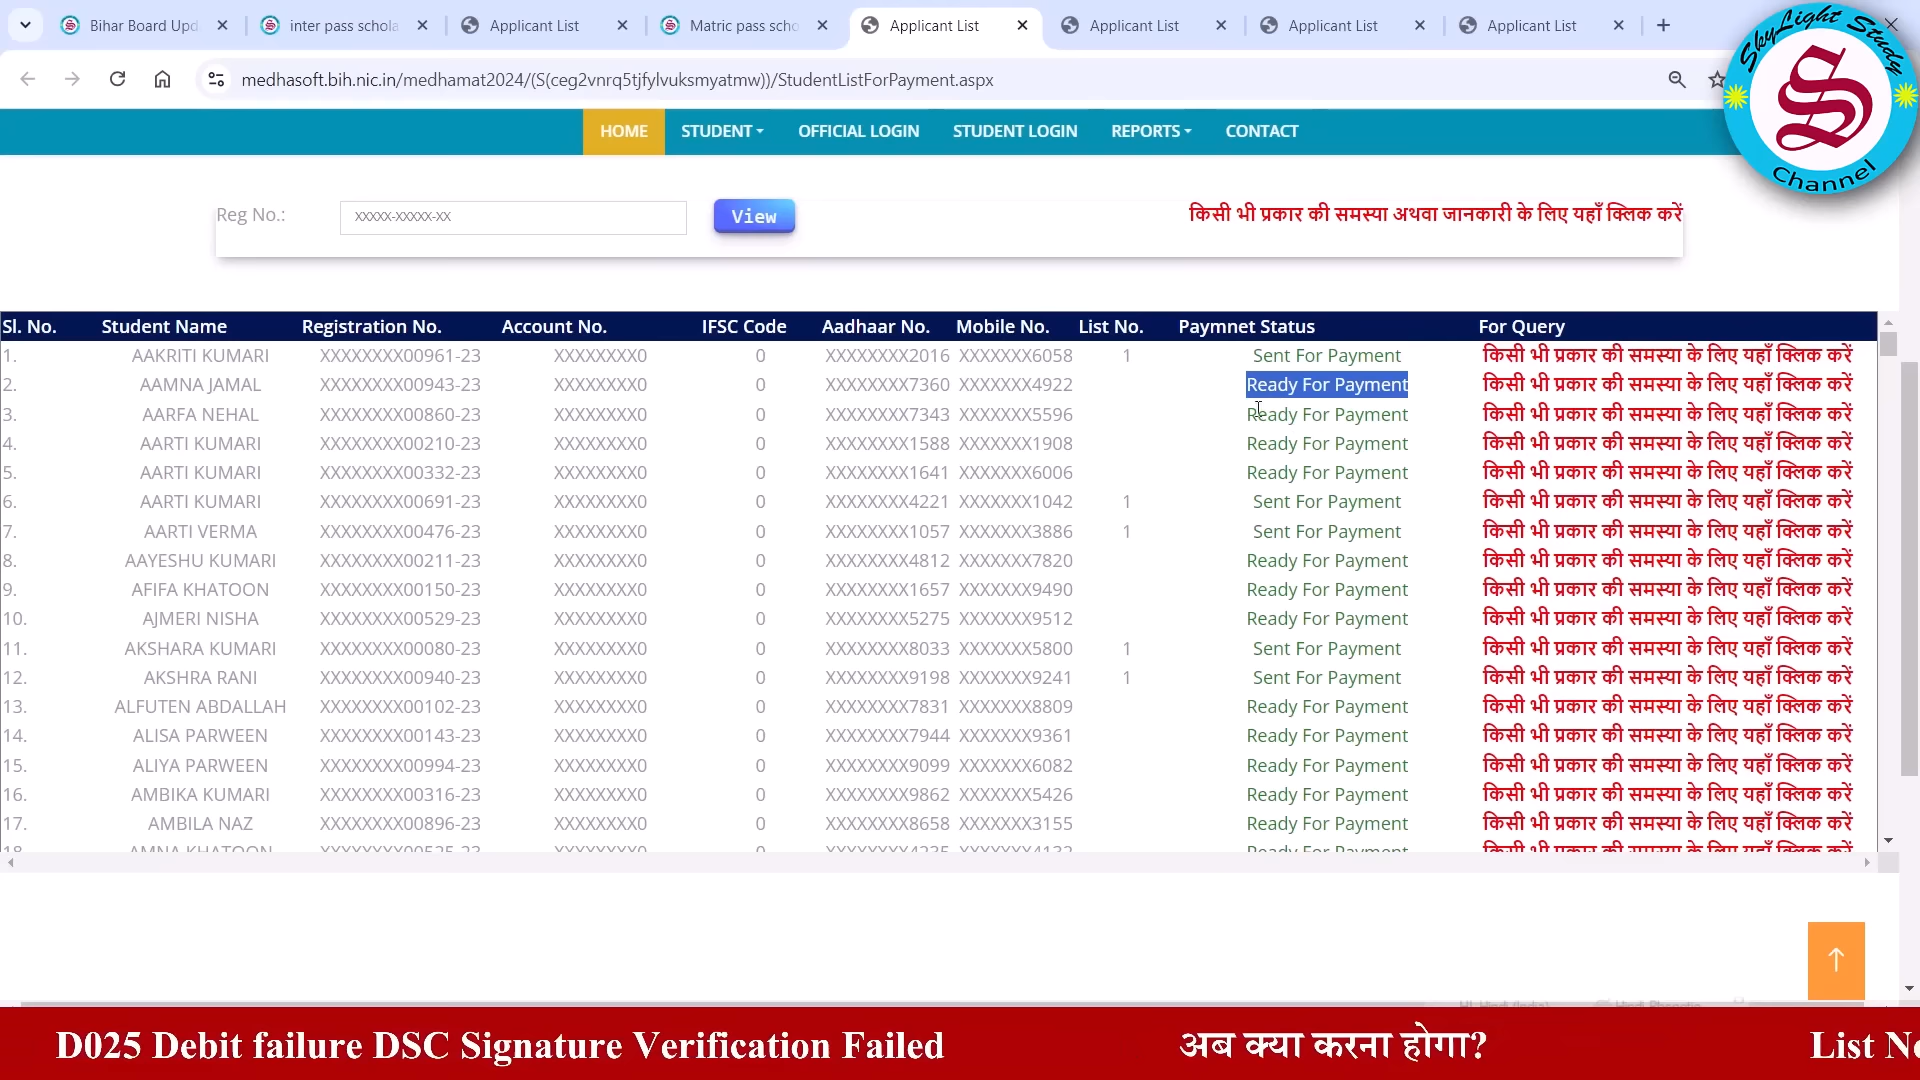 Bihar Board Upd
inter pass schola
Applicant List
Matric pass scho
Applicant List
Applicant List
Applicant List
Applicant List
medhasoft.bih.nic.in/medhamat2024/(S(ceg2vnrq5tjfylvuksmyatmw))/StudentListForPayment.aspx
SkyLight Study
S
Channel
HOME STUDENT OFFICIAL LOGIN STUDENT LOGIN REPORTS CONTACT
Reg No.: XXXXX-XXXXX-XX View किसी भी प्रकार की समस्या अथवा जानकारी के लिए यहाँ क्लिक करें
Sl. No. Student Name Registration No. Account No. IFSC Code Aadhaar No. Mobile No. List No. Paymnet Status For Query
1. AAKRITI KUMARI XXXXXXXX00961-23 XXXXXXXX0 0 XXXXXXXX2016 XXXXXXX6058 1 Sent For Payment किसी भी प्रकार की समस्या के लिए यहाँ क्लिक करें
2. AAMNA JAMAL XXXXXXXX00943-23 XXXXXXXX0 0 XXXXXXXX7360 XXXXXXX4922 Ready For Payment किसी भी प्रकार की समस्या के लिए यहाँ क्लिक करें
3. AARFA NEHAL XXXXXXXX00860-23 XXXXXXXX0 0 XXXXXXXX7343 XXXXXXX5596 Ready For Payment किसी भी प्रकार की समस्या के लिए यहाँ क्लिक करें
4. AARTI KUMARI XXXXXXXX00210-23 XXXXXXXX0 0 XXXXXXXX1588 XXXXXXX1908 Ready For Payment किसी भी प्रकार की समस्या के लिए यहाँ क्लिक करें
5. AARTI KUMARI XXXXXXXX00332-23 XXXXXXXX0 0 XXXXXXXX1641 XXXXXXX6006 Ready For Payment किसी भी प्रकार की समस्या के लिए यहाँ क्लिक करें
6. AARTI KUMARI XXXXXXXX00691-23 XXXXXXXX0 0 XXXXXXXX4221 XXXXXXX1042 1 Sent For Payment किसी भी प्रकार की समस्या के लिए यहाँ क्लिक करें
7. AARTI VERMA XXXXXXXX00476-23 XXXXXXXX0 0 XXXXXXXX1057 XXXXXXX3886 1 Sent For Payment किसी भी प्रकार की समस्या के लिए यहाँ क्लिक करें
8. AAYESHU KUMARI XXXXXXXX00211-23 XXXXXXXX0 0 XXXXXXXX4812 XXXXXXX7820 Ready For Payment किसी भी प्रकार की समस्या के लिए यहाँ क्लिक करें
9. AFIFA KHATOON XXXXXXXX00150-23 XXXXXXXX0 0 XXXXXXXX1657 XXXXXXX9490 Ready For Payment किसी भी प्रकार की समस्या के लिए यहाँ क्लिक करें
10. AJMERI NISHA XXXXXXXX00529-23 XXXXXXXX0 0 XXXXXXXX5275 XXXXXXX9512 Ready For Payment किसी भी प्रकार की समस्या के लिए यहाँ क्लिक करें
11. AKSHARA KUMARI XXXXXXXX00080-23 XXXXXXXX0 0 XXXXXXXX8033 XXXXXXX5800 1 Sent For Payment किसी भी प्रकार की समस्या के लिए यहाँ क्लिक करें
12. AKSHRA RANI XXXXXXXX00940-23 XXXXXXXX0 0 XXXXXXXX9198 XXXXXXX9241 1 Sent For Payment किसी भी प्रकार की समस्या के लिए यहाँ क्लिक करें
13. ALFUTEN ABDALLAH XXXXXXXX00102-23 XXXXXXXX0 0 XXXXXXXX7831 XXXXXXX8809 Ready For Payment किसी भी प्रकार की समस्या के लिए यहाँ क्लिक करें
14. ALISA PARWEEN XXXXXXXX00143-23 XXXXXXXX0 0 XXXXXXXX7944 XXXXXXX9361 Ready For Payment किसी भी प्रकार की समस्या के लिए यहाँ क्लिक करें
15. ALIYA PARWEEN XXXXXXXX00994-23 XXXXXXXX0 0 XXXXXXXX9099 XXXXXXX6082 Ready For Payment किसी भी प्रकार की समस्या के लिए यहाँ क्लिक करें
16. AMBIKA KUMARI XXXXXXXX00316-23 XXXXXXXX0 0 XXXXXXXX9862 XXXXXXX5426 Ready For Payment किसी भी प्रकार की समस्या के लिए यहाँ क्लिक करें
17. AMBILA NAZ XXXXXXXX00896-23 XXXXXXXX0 0 XXXXXXXX8658 XXXXXXX3155 Ready For Payment किसी भी प्रकार की समस्या के लिए यहाँ क्लिक करें
D025 Debit failure DSC Signature Verification Failed अब क्या करना होगा? List